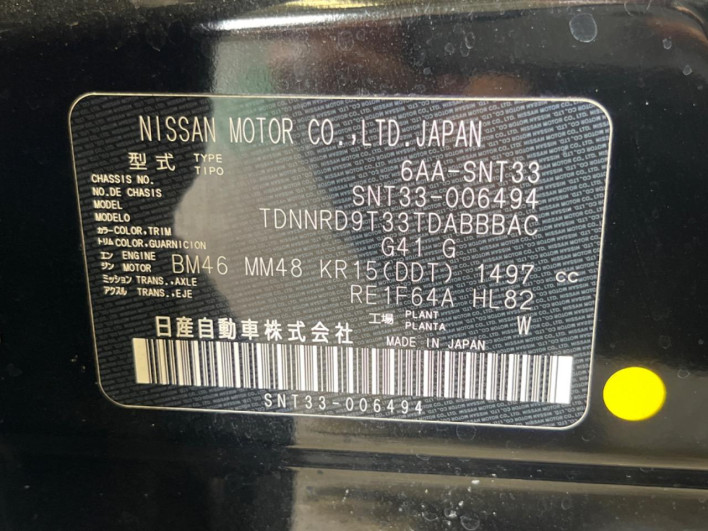 NISSAN MOTOR CO.,LTD.JAPAN
型式 TYPE TIPO 6AA-SNT33
CHASSIS NO. NO.DE CHASIS SNT33-006494
MODEL MODELO TDNNRD9T33TDABBBAC
カラー COLOR,TRIM トリム COLOR,GUARNICION G41 G
エンジン ENGINE MOTOR BM46 MM48 KR15(DDT) 1497 cc
ミッション TRANS.,AXLE アクスル TRANS.,EJE RE1F64A HL82
工場 PLANT PLANTA W
日産自動車株式会社 MADE IN JAPAN
SNT33-006494